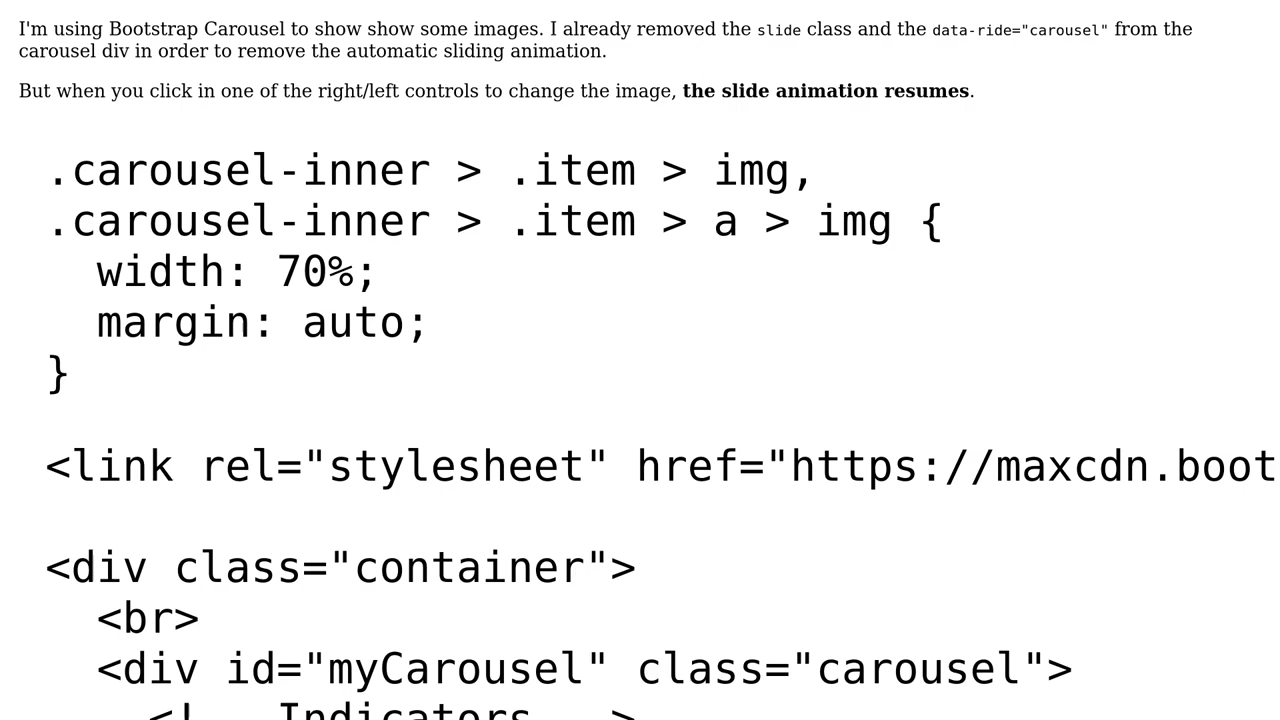 I'm using Bootstrap Carousel to show show some images. I already removed the slide class and the data-ride="carousel" from the
carousel div in order to remove the automatic sliding animation.
But when you click in one of the right/left controls to change the image, the slide animation resumes.
.carousel-inner > .item > img,
.carousel-inner > .item > a > img {
  width: 70%;
  margin: auto;
}
<link rel="stylesheet" href="https://maxcdn.boot
<div class="container">
  <br>
  <div id="myCarousel" class="carousel">
    <!-- Indicators -->